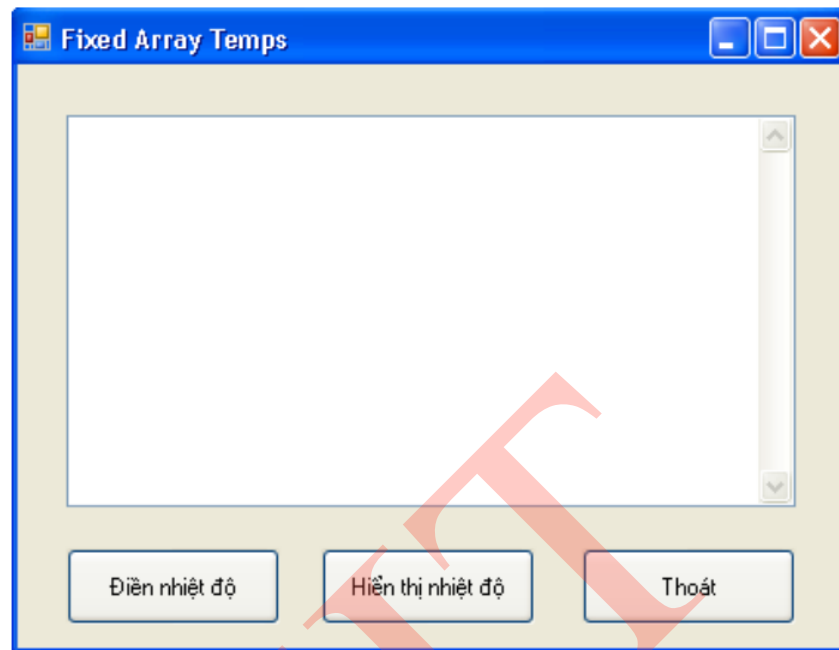 Fixed Array Temps
Điền nhiệt độ Hiển thị nhiệt độ Thoát